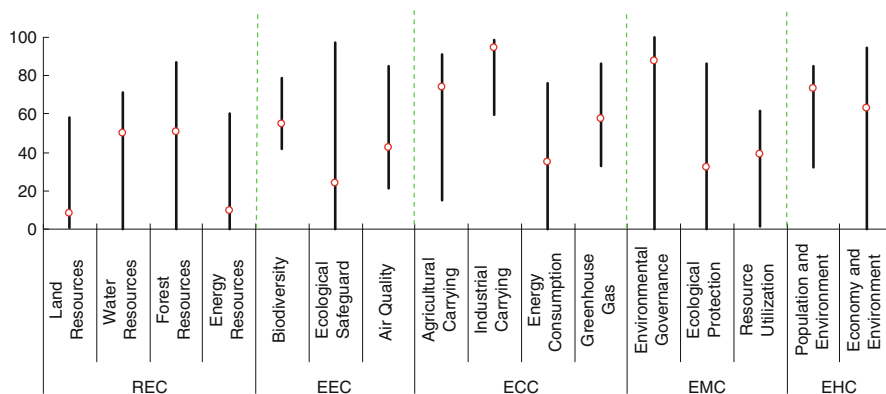 100
80
60
40
20
0
Land
Resources
Water
Resources
Forest
Resources
Energy
Resources
Biodiversity
Ecological
Safeguard
Air Quality
Agricultural
Carrying
Industrial
Carrying
Energy
Consumption
Greenhouse
Gas
Environmental
Governance
Ecological
Protection
Resource
Utilization
Population and
Environment
Economy and
Environment
REC
EEC
ECC
EMC
EHC